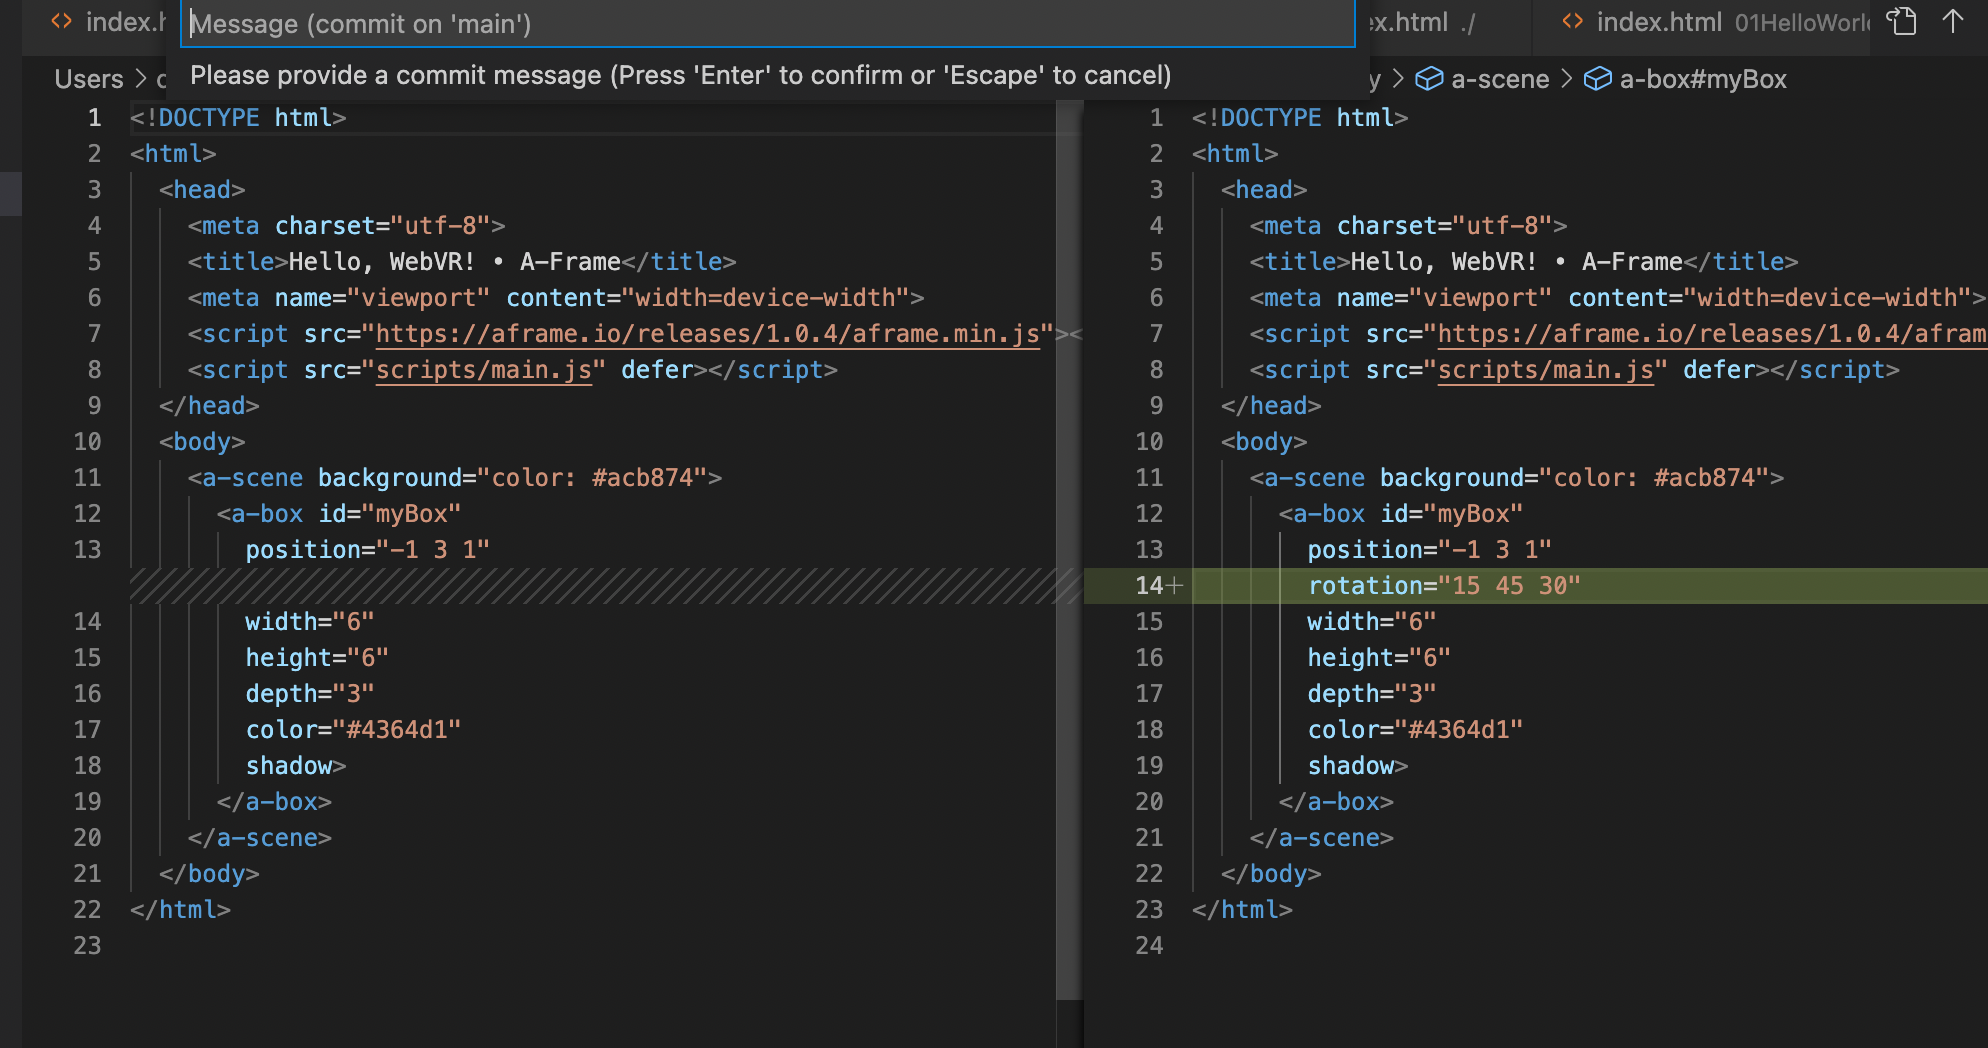 Message (commit on 'main')
./
index.html
Please provide a commit message (Press 'Enter' to confirm or 'Escape' to cancel)
Users >
> a-scene > a-box#myBox
1 <!DOCTYPE html>
2 <html>
3 <head>
4 <meta charset="utf-8">
5 <title>Hello, WebVR! • A-Frame</title>
6 <meta name="viewport" content="width=device-width">
7 <script src="https://aframe.io/releases/1.0.4/aframe.min.js"><
8 <script src="scripts/main.js" defer></script>
9 </head>
10 <body>
11 <a-scene background="color: #acb874">
12 <a-box id="myBox"
13 position="-1 3 1"
14 width="6"
15 height="6"
16 depth="3"
17 color="#4364d1"
18 shadow>
19 </a-box>
20 </a-scene>
21 </body>
22 </html>
23
1 <!DOCTYPE html>
2 <html>
3 <head>
4 <meta charset="utf-8">
5 <title>Hello, WebVR! • A-Frame</title>
6 <meta name="viewport" content="width=device-width">
7 <script src="https://aframe.io/releases/1.0.4/afram
8 <script src="scripts/main.js" defer></script>
9 </head>
10 <body>
11 <a-scene background="color: #acb874">
12 <a-box id="myBox"
13 position="-1 3 1"
14+ rotation="15 45 30"
15 width="6"
16 height="6"
17 depth="3"
18 color="#4364d1"
19 shadow>
20 </a-box>
21 </a-scene>
22 </body>
23 </html>
24